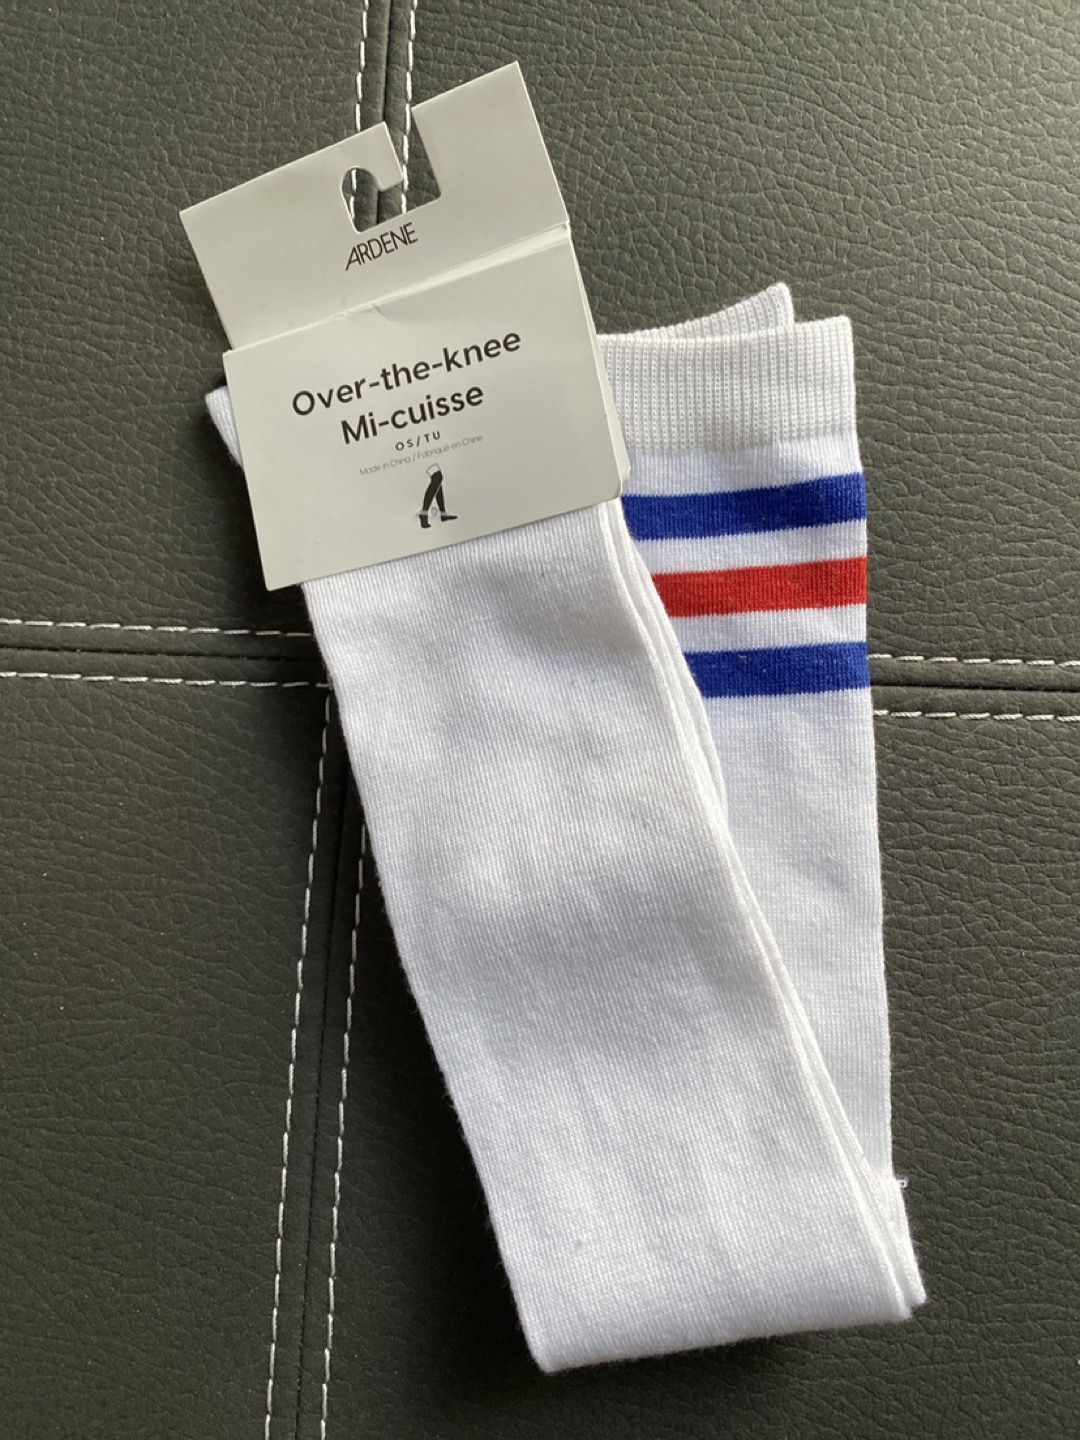 ARDENE
Over-the-knee
Mi-cuisse
OS/TU
Made in China / Fabriqué en Chine